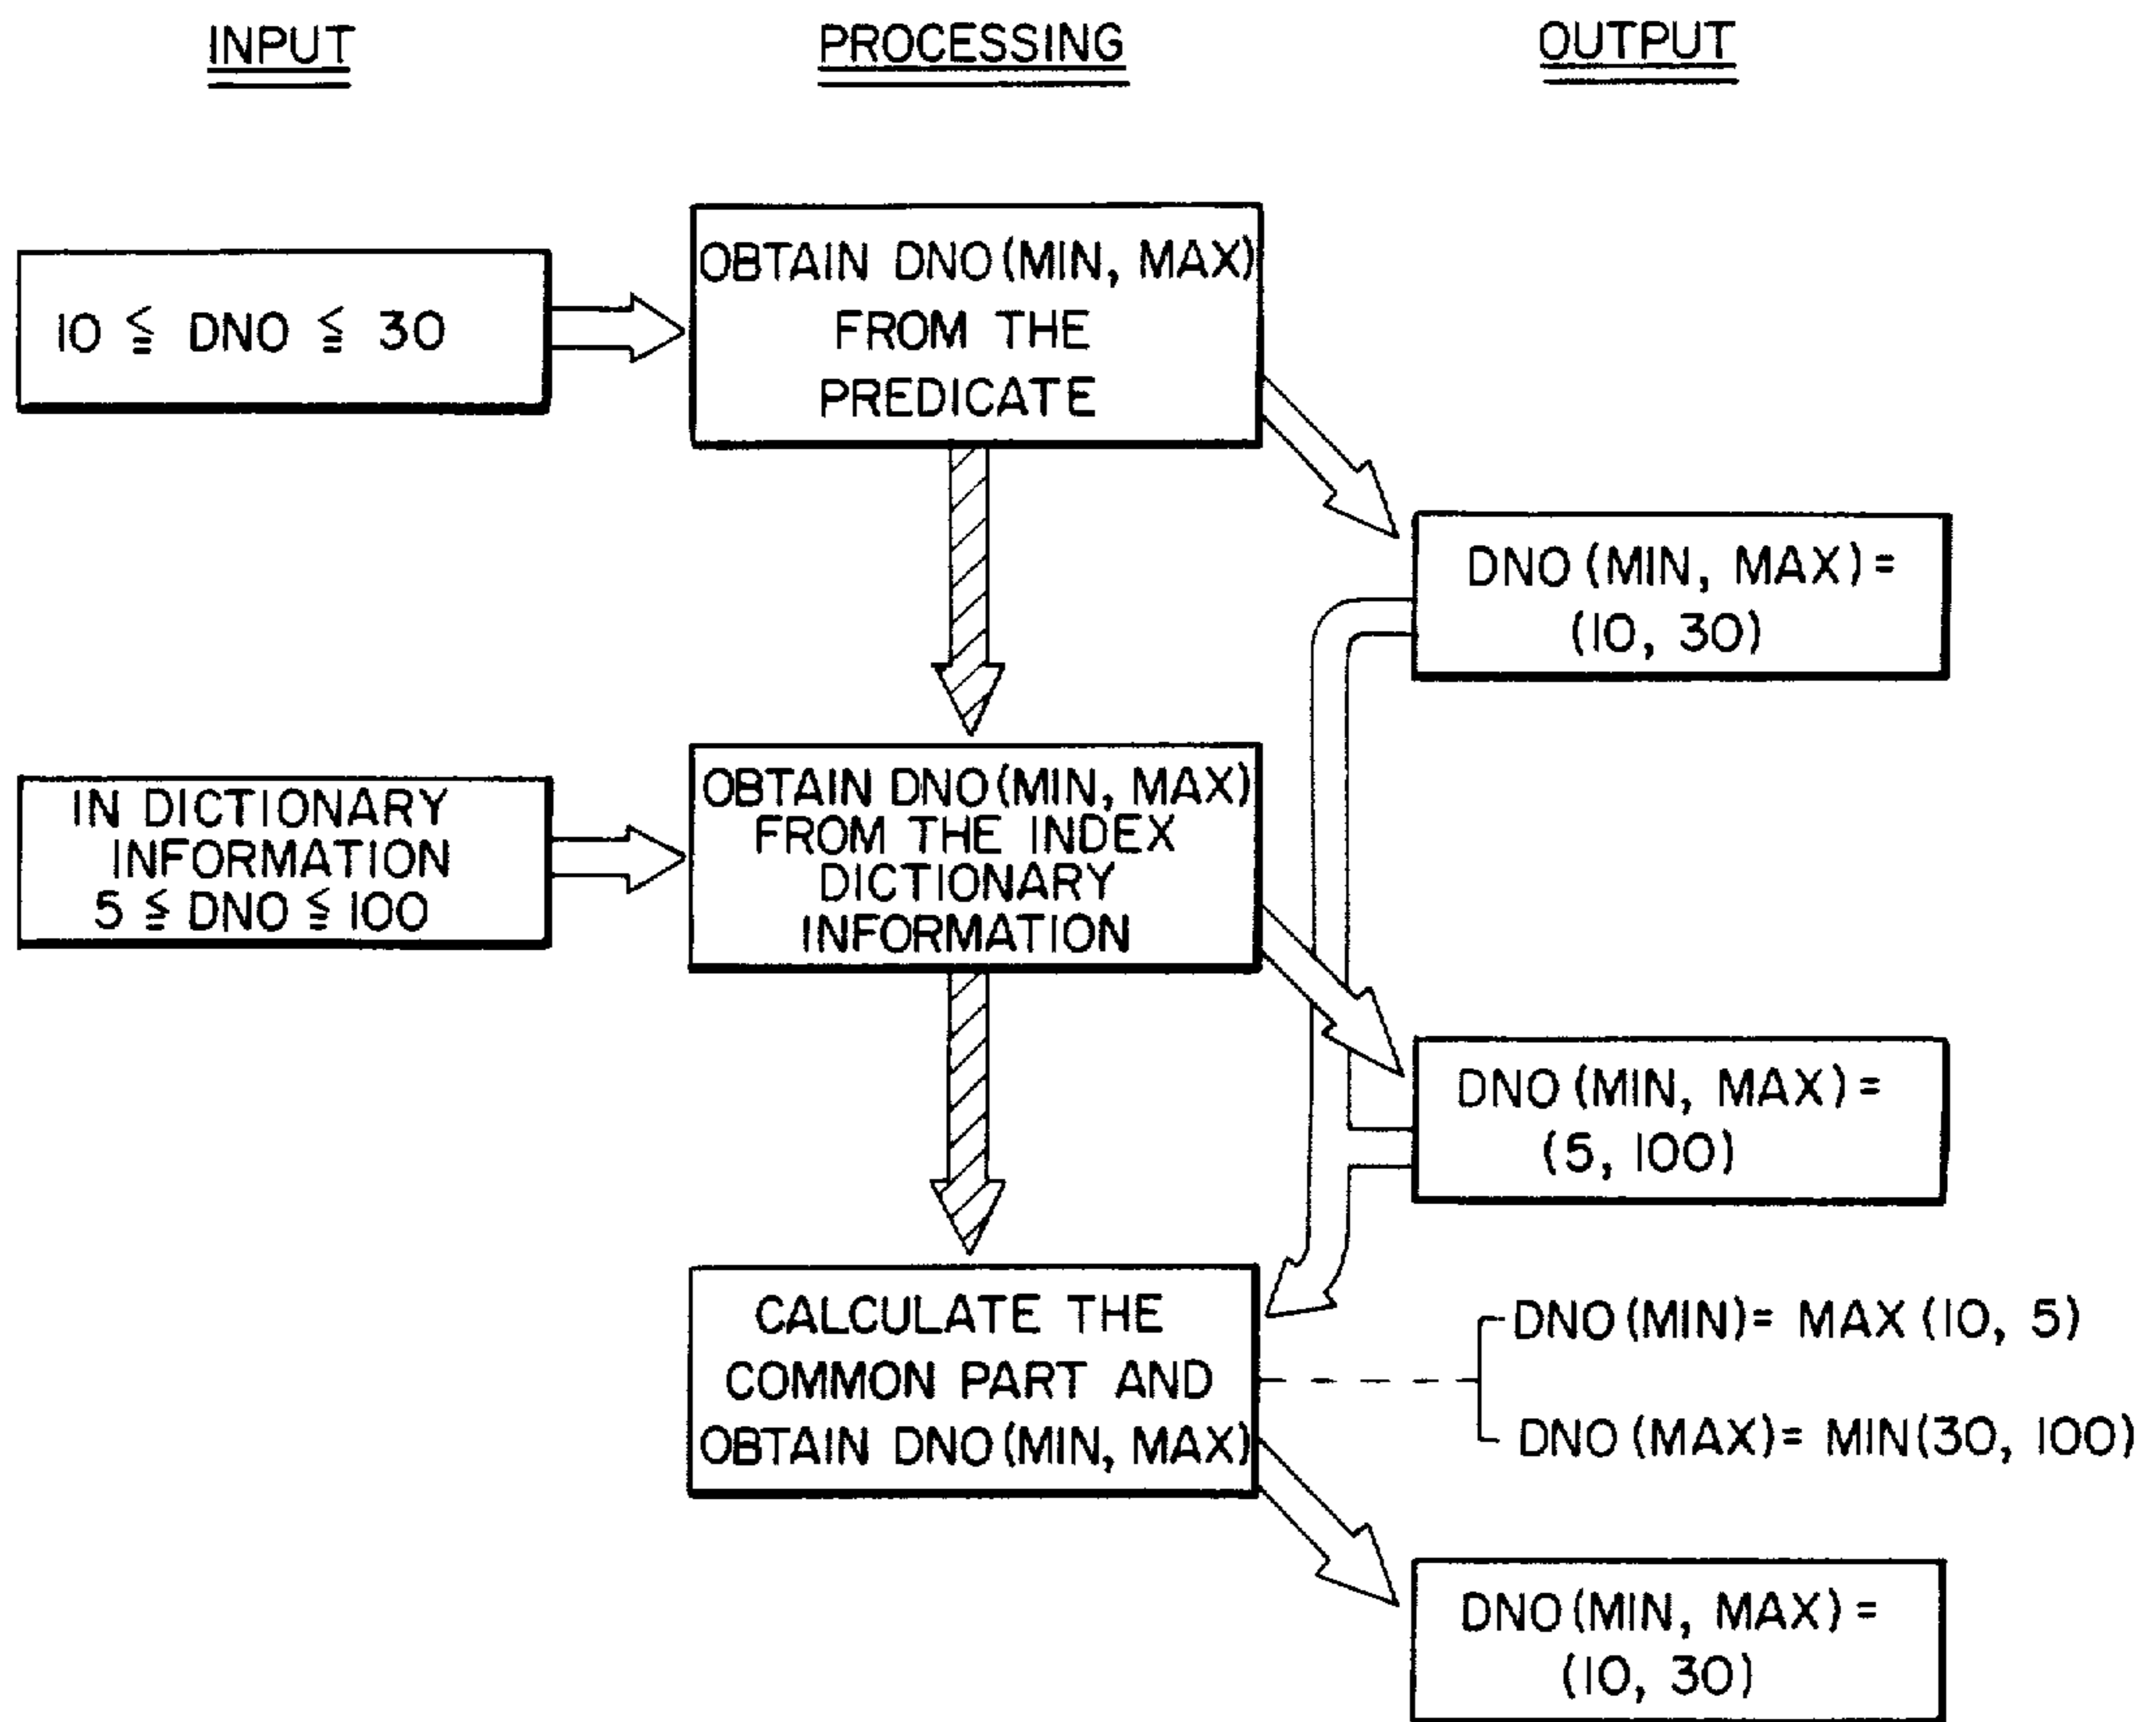 INPUT
PROCESSING
OUTPUT
10 ≦ DNO ≦ 30
OBTAIN DNO (MIN, MAX)
FROM THE
PREDICATE
DNO (MIN, MAX) =
(10, 30)
IN DICTIONARY
INFORMATION
5 ≦ DNO ≦ 100
OBTAIN DNO (MIN, MAX)
FROM THE INDEX
DICTIONARY
INFORMATION
DNO (MIN, MAX) =
(5, 100)
CALCULATE THE
COMMON PART AND
OBTAIN DNO (MIN, MAX)
DNO (MIN) = MAX (10, 5)
DNO (MAX) = MIN (30, 100)
DNO (MIN, MAX) =
(10, 30)